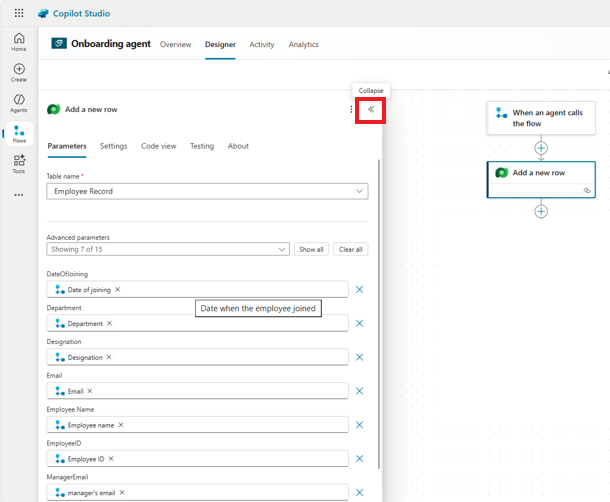 Copilot Studio
Home
Create
Agents
Flows
Tools
Onboarding agent
Overview
Designer
Activity
Analytics
Collapse
Add a new row
Parameters
Settings
Code view
Testing
About
Table name *
Employee Record
Advanced parameters
Showing 7 of 15
Show all
Clear all
DateOfJoining
Date of joining
Date when the employee joined
Department
Department
Designation
Designation
Email
Email
Employee Name
Employee name
EmployeeID
Employee ID
ManagerEmail
manager's email
When an agent calls
the flow
Add a new row